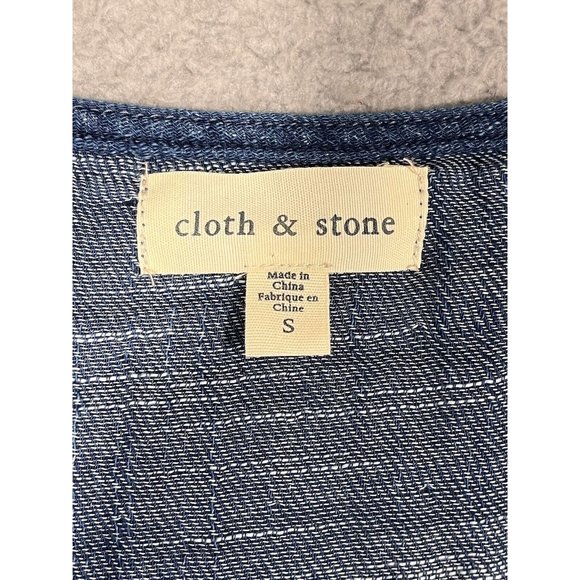 cloth & stone
Made in
China
Fabrique en
Chine
S